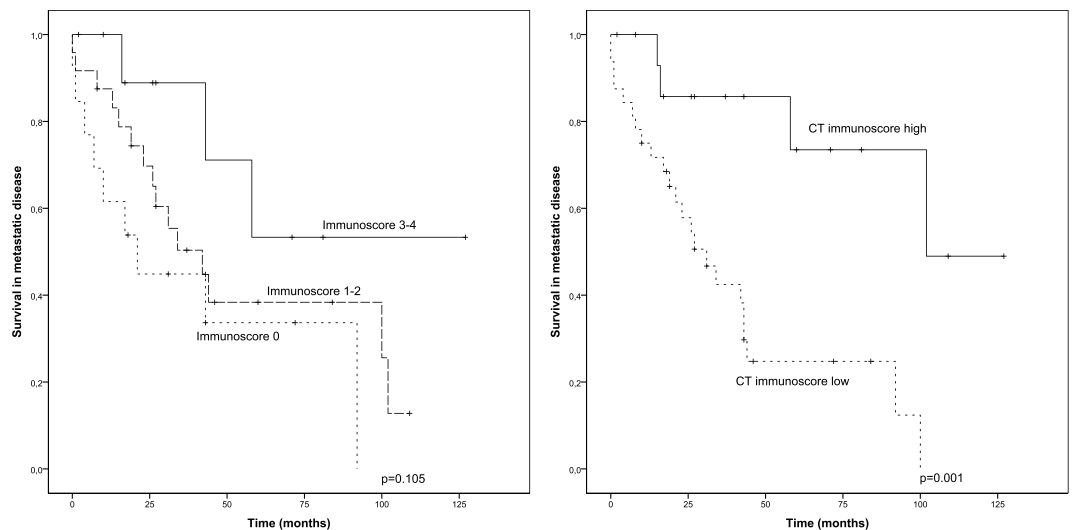 Survival in metastatic disease
1,0
0,8
0,6
0,4
0,2
0,0
Immunoscore 3-4
Immunoscore 1-2
Immunoscore 0
p=0.105
0 25 50 75 100 125
Time (months)
Survival in metastatic disease
1,0
0,8
0,6
0,4
0,2
0,0
CT immunoscore high
CT immunoscore low
p=0.001
0 25 50 75 100 125
Time (months)